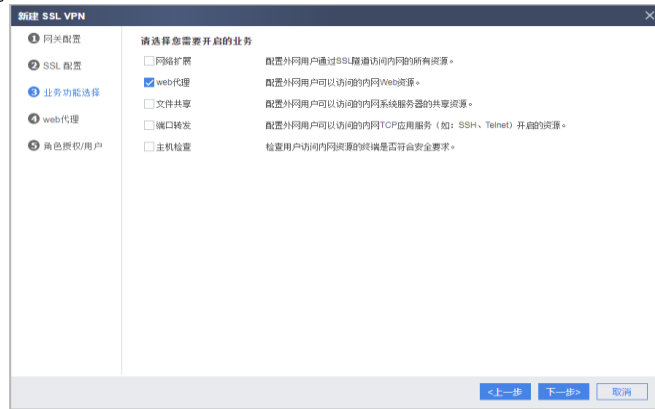 新建 SSL VPN
1 网关配置
2 SSL 配置
3 业务功能选择
4 web代理
5 角色授权/用户
请选择您需要开启的业务
网络扩展 配置外网用户通过SSL隧道访问内网的所有资源。
web代理 配置外网用户可以访问的内网Web资源。
文件共享 配置外网用户可以访问的内网系统服务器的共享资源。
端口转发 配置外网用户可以访问的内网TCP应用服务（如：SSH、Telnet）开启的资源。
主机检查 检查用户访问内网资源的终端是否符合安全要求。
<上一步 下一步> 取消